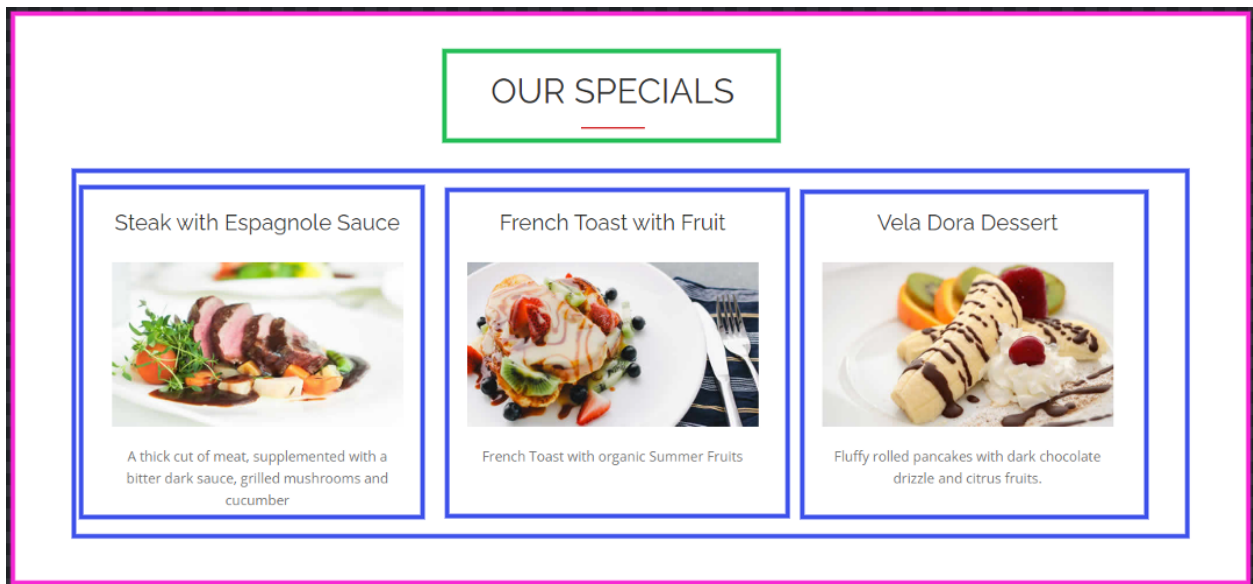 OUR SPECIALS
Steak with Espagnole Sauce
French Toast with Fruit
Vela Dora Dessert
A thick cut of meat, supplemented with a
bitter dark sauce, grilled mushrooms and
cucumber
French Toast with organic Summer Fruits
Fluffy rolled pancakes with dark chocolate
drizzle and citrus fruits.